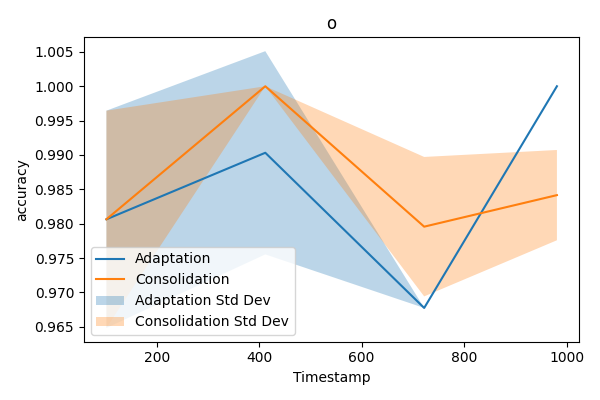 o
1.005
1.000
0.995
0.990
0.985
0.980
0.975
0.970
0.965
accuracy
Adaptation
Consolidation
Adaptation Std Dev
Consolidation Std Dev
200 400 600 800 1000
Timestamp